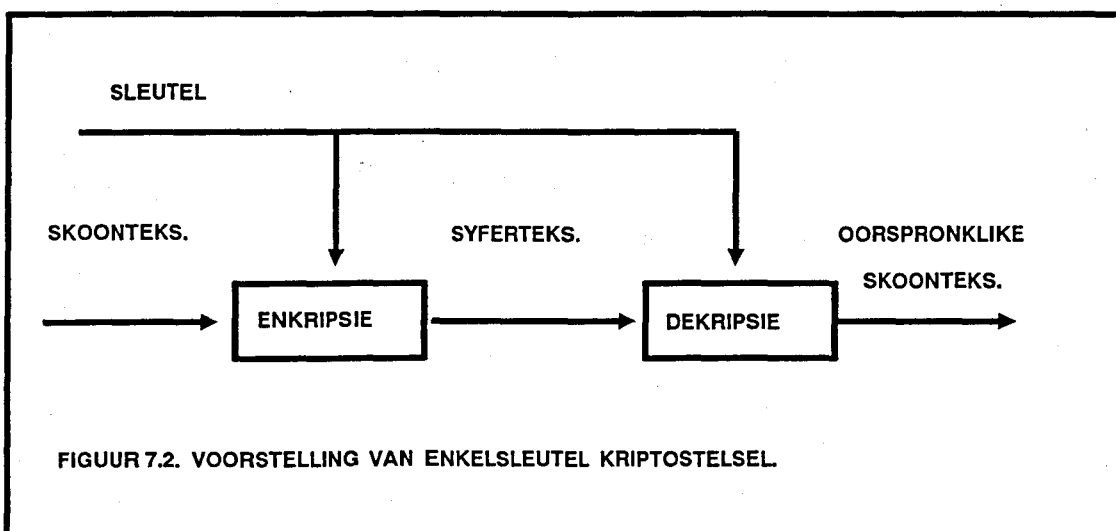 SLEUTEL
SKOONTEKS.
SYFERTEKS.
OORSPRONKLIKE
SKOONTEKS.
ENKRIPSIE
DEKRIPSIE
FIGUUR 7.2. VOORSTELLING VAN ENKELSLEUTEL KRIPTOSTELSEL.